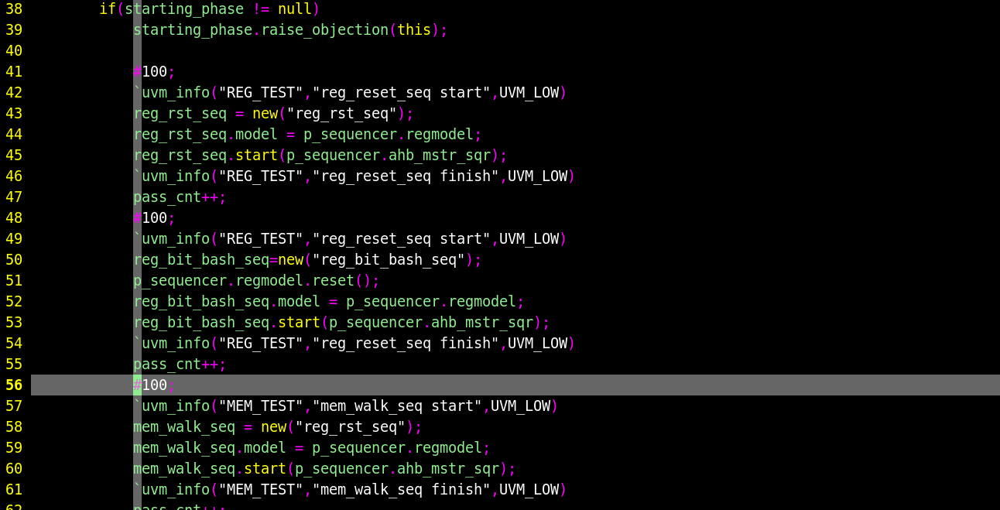 38         if(starting_phase != null)
39             starting_phase.raise_objection(this);
40
41             #100;
42             `uvm_info("REG_TEST","reg_reset_seq start",UVM_LOW)
43             reg_rst_seq = new("reg_rst_seq");
44             reg_rst_seq.model = p_sequencer.regmodel;
45             reg_rst_seq.start(p_sequencer.ahb_mstr_sqr);
46             `uvm_info("REG_TEST","reg_reset_seq finish",UVM_LOW)
47             pass_cnt++;
48             #100;
49             `uvm_info("REG_TEST","reg_reset_seq start",UVM_LOW)
50             reg_bit_bash_seq=new("reg_bit_bash_seq");
51             p_sequencer.regmodel.reset();
52             reg_bit_bash_seq.model = p_sequencer.regmodel;
53             reg_bit_bash_seq.start(p_sequencer.ahb_mstr_sqr);
54             `uvm_info("REG_TEST","reg_reset_seq finish",UVM_LOW)
55             pass_cnt++;
56             #100;
57             `uvm_info("MEM_TEST","mem_walk_seq start",UVM_LOW)
58             mem_walk_seq = new("reg_rst_seq");
59             mem_walk_seq.model = p_sequencer.regmodel;
60             mem_walk_seq.start(p_sequencer.ahb_mstr_sqr);
61             `uvm_info("MEM_TEST","mem_walk_seq finish",UVM_LOW)
62             pass_cnt++;